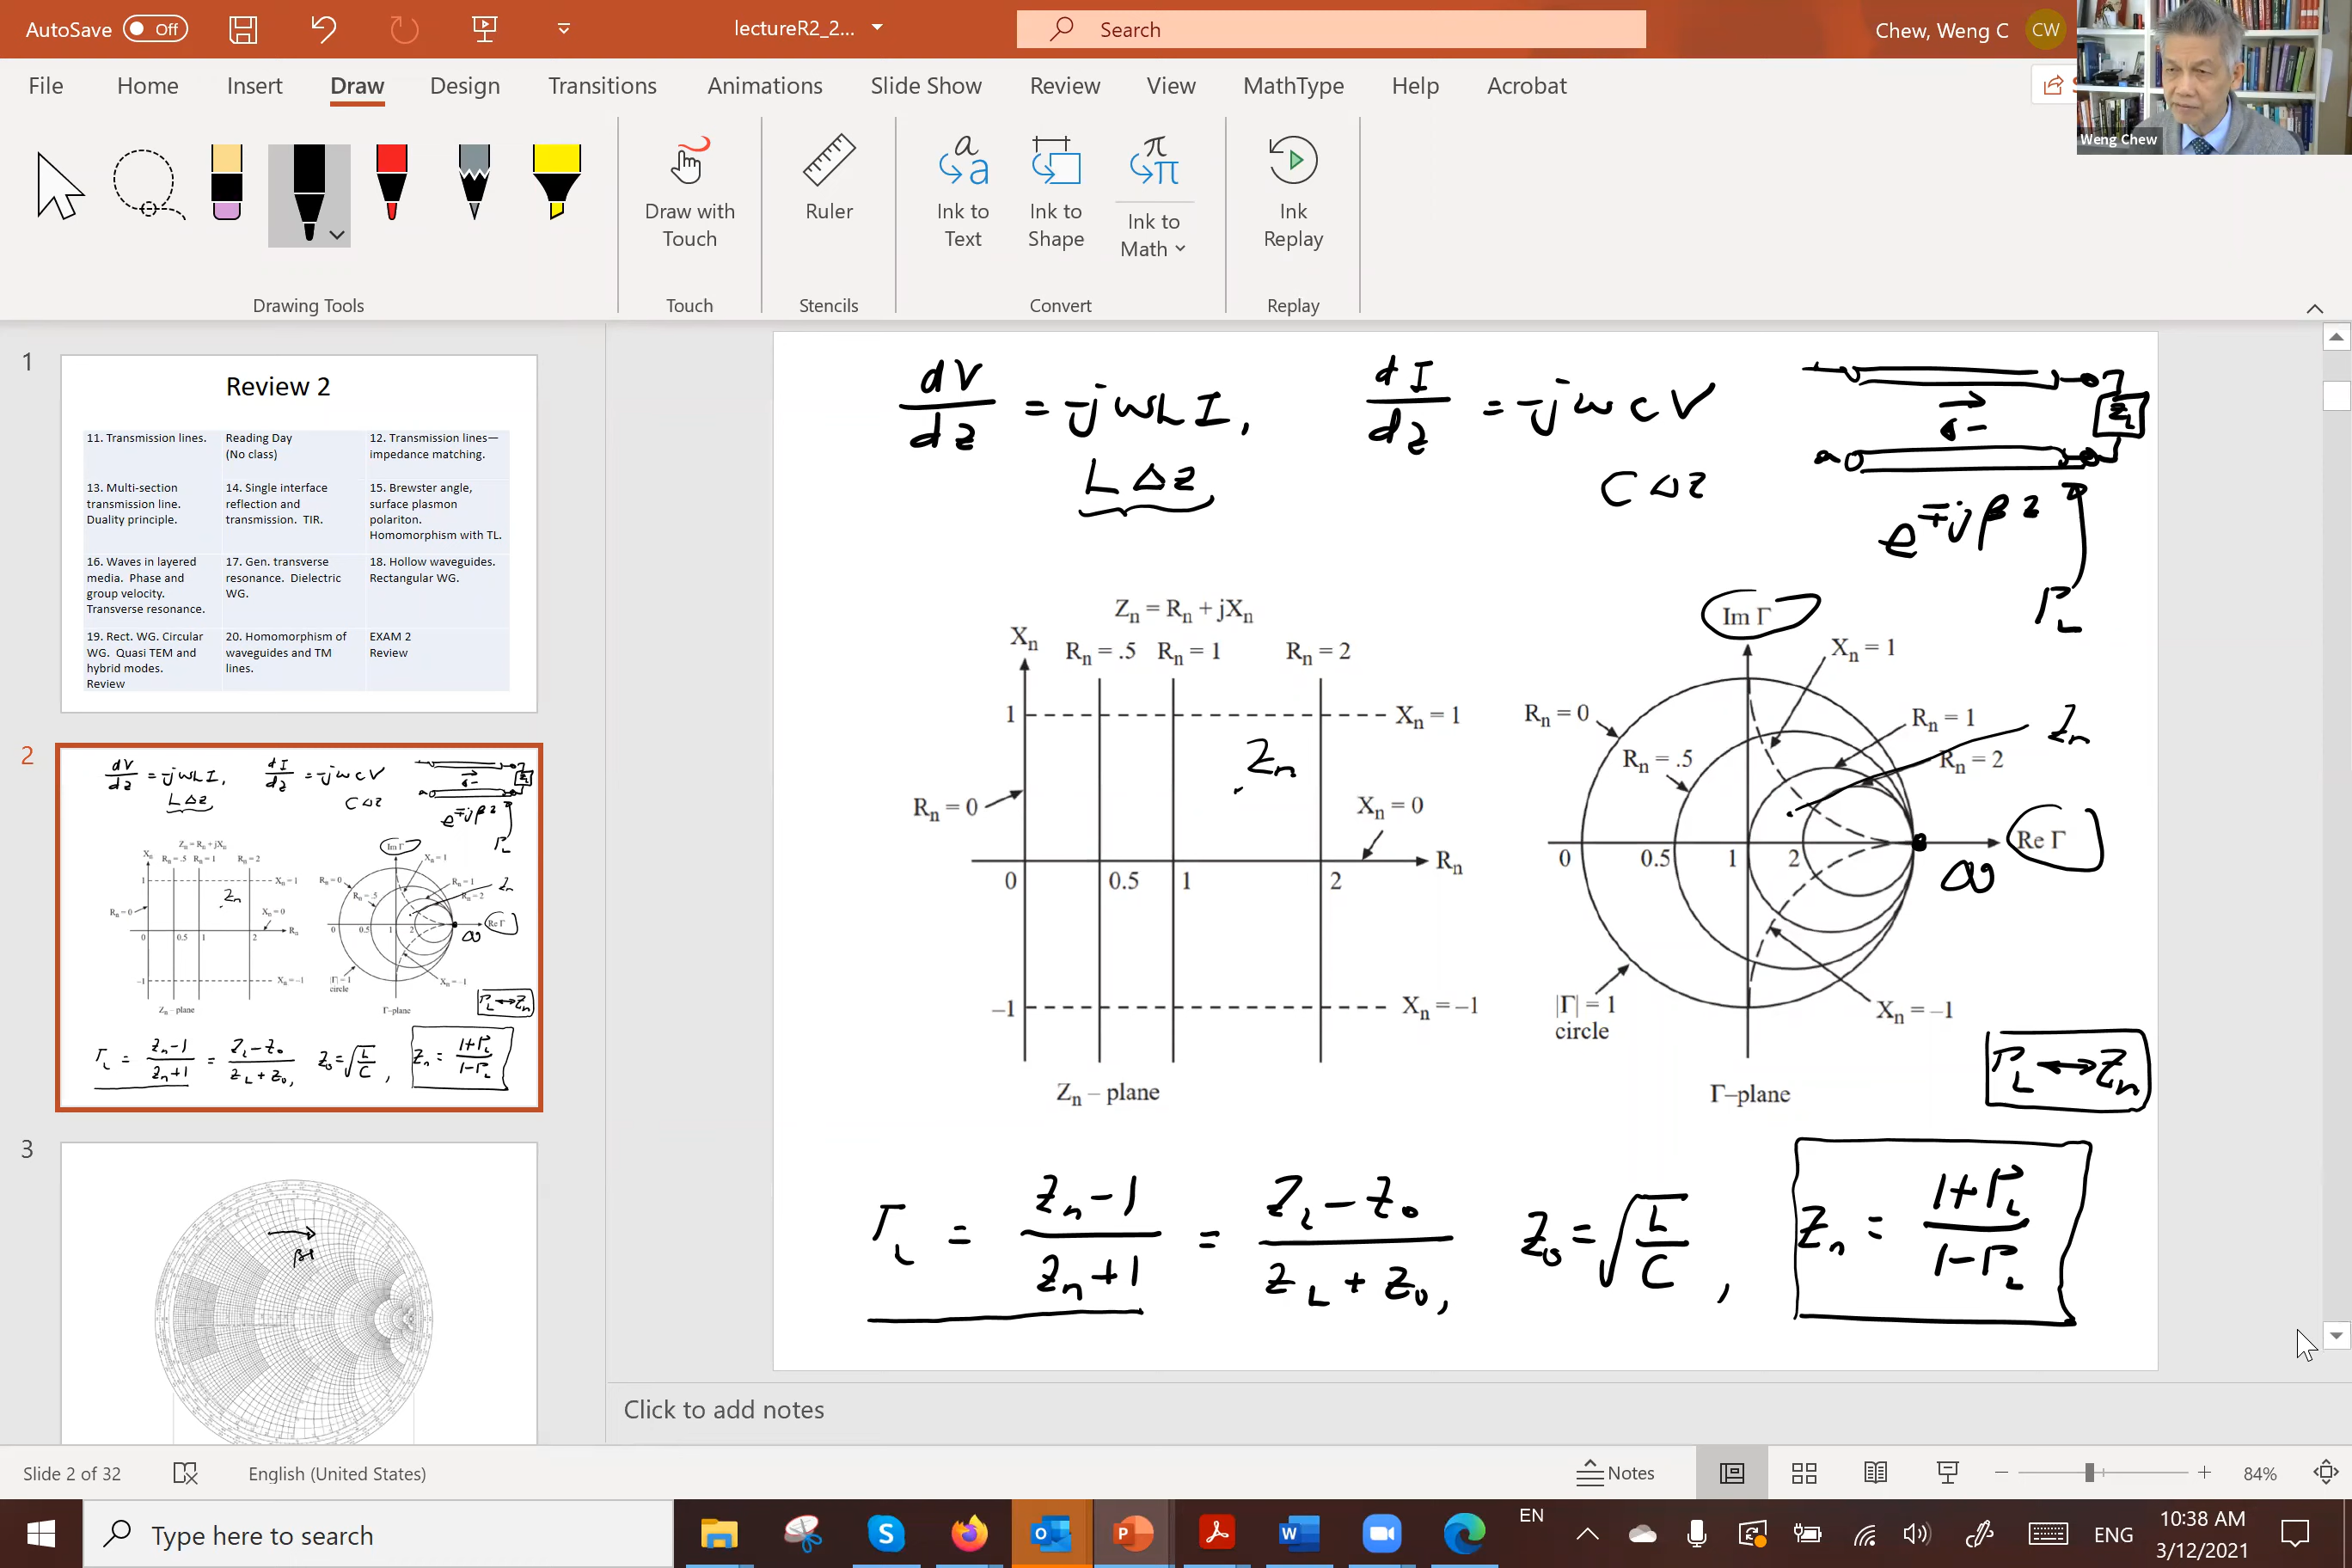 AutoSave Off
lectureR2_2...
Search
Chew, Weng C
CW
File Home Insert Draw Design Transitions Animations Slide Show Review View MathType Help Acrobat
Weng Chew
Draw with
Touch
Ruler
Ink to
Text
Ink to
Shape
Ink to
Math
Ink
Replay
Drawing Tools
Touch
Stencils
Convert
Replay
1
Review 2
11. Transmission lines.
Reading Day
(No class)
12. Transmission lines—
impedance matching.
13. Multi-section
transmission line.
Duality principle.
14. Single interface
reflection and
transmission. TIR.
15. Brewster angle,
surface plasmon
polariton.
Homomorphism with TL.
16. Waves in layered
media. Phase and
group velocity.
Transverse resonance.
17. Gen. transverse
resonance. Dielectric
WG.
18. Hollow waveguides.
Rectangular WG.
19. Rect. WG. Circular
WG. Quasi TEM and
hybrid modes.
Review
20. Homomorphism of
waveguides and TM
lines.
EXAM 2
Review
2
3
dV/dz = -jωLI, dI/dz = -jωCV
LΔz
CΔz
Z_L
e^∓jβz
Γ_L
Zn = Rn + jXn
Xn
Rn = .5 Rn = 1 Rn = 2
1
Xn = 1
Zn
Rn = 0
Xn = 0
Rn
0 0.5 1 2
-1
Xn = –1
Zn – plane
Im Γ
Xn = 1
Rn = 0
Rn = 1
Zn
Rn = .5
Rn = 2
Re Γ
0 0.5 1 2
∞
|Γ| = 1
circle
Xn = –1
Γ–plane
Γ_L ↔ Zn
Γ_L = (Zn - 1)/(Zn + 1) = (Z_L - Z_0)/(Z_L + Z_0), Z_0 = √(L/C), Zn = (1 + Γ_L)/(1 - Γ_L)
Click to add notes
Slide 2 of 32
English (United States)
Notes
84%
Type here to search
EN
ENG
10:38 AM
3/12/2021